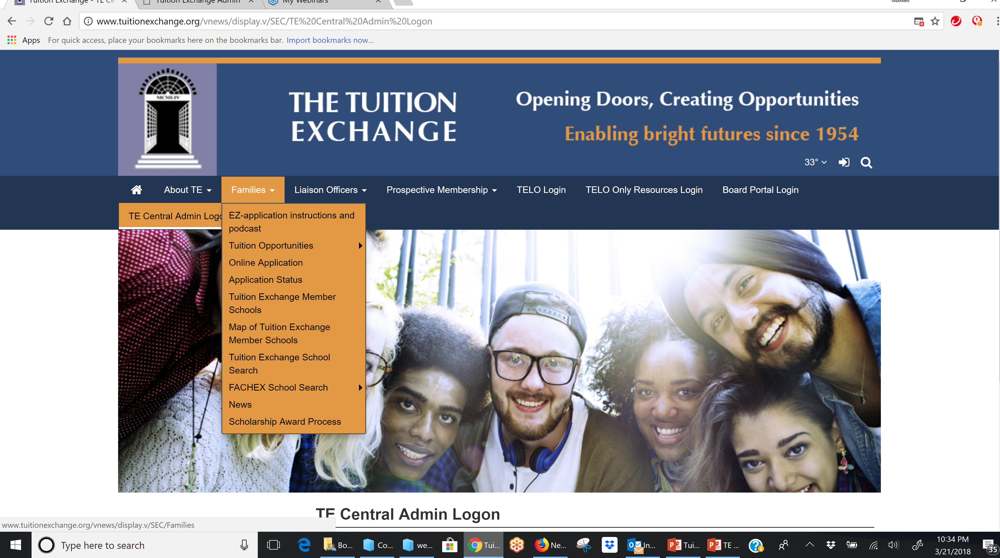 Tuition Exchange - TE Ce
Tuition Exchange Admin
My Webinars
Janet
www.tuitionexchange.org/vnews/display.v/SEC/TE%20Central%20Admin%20Logon
Apps For quick access, place your bookmarks here on the bookmarks bar. Import bookmarks now...
MCMLIV
THE TUITION
EXCHANGE
Opening Doors, Creating Opportunities
Enabling bright futures since 1954
33°
About TE Families Liaison Officers Prospective Membership TELO Login TELO Only Resources Login Board Portal Login
TE Central Admin Logo
EZ-application instructions and
podcast
Tuition Opportunities
Online Application
Application Status
Tuition Exchange Member
Schools
Map of Tuition Exchange
Member Schools
Tuition Exchange School
Search
FACHEX School Search
News
Scholarship Award Process
TE Central Admin Logon
www.tuitionexchange.org/vnews/display.v/SEC/Families
Type here to search
Bo...
Co...
we...
Tui...
Ne...
In...
Tui...
TE ...
10:34 PM
3/21/2018
35